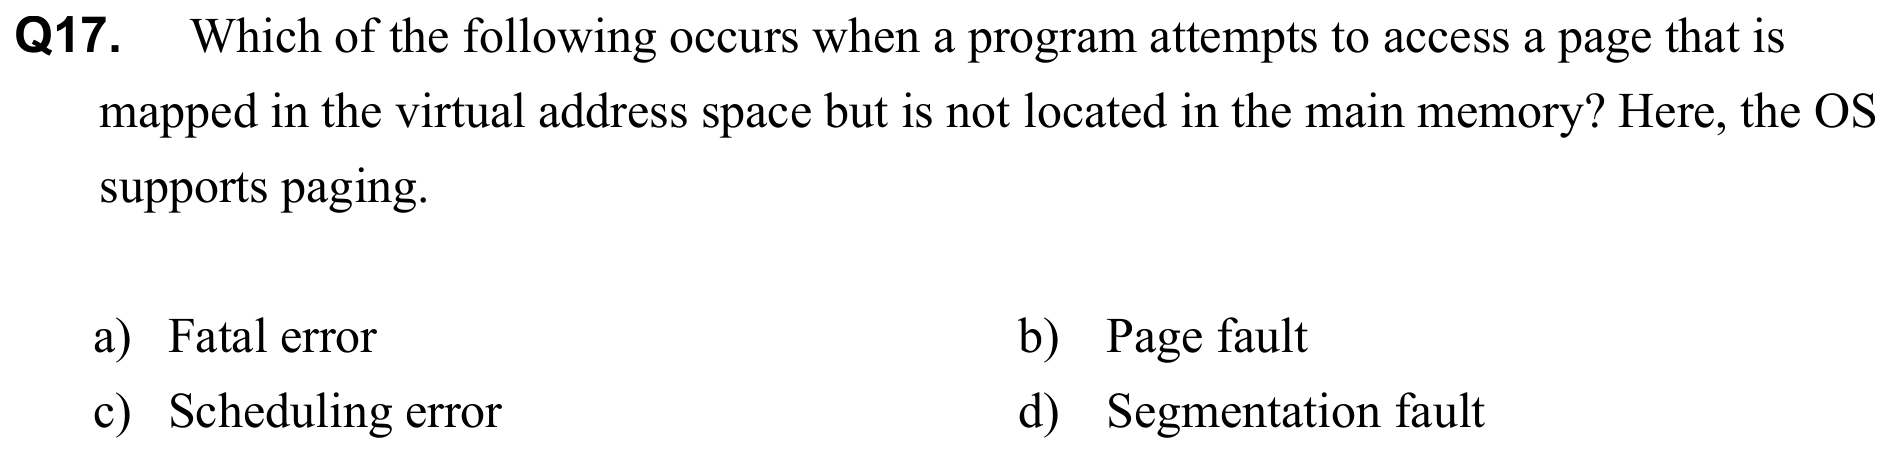 Q17. Which of the following occurs when a program attempts to access a page that is
mapped in the virtual address space but is not located in the main memory? Here, the OS
supports paging.
a) Fatal error b) Page fault
c) Scheduling error d) Segmentation fault